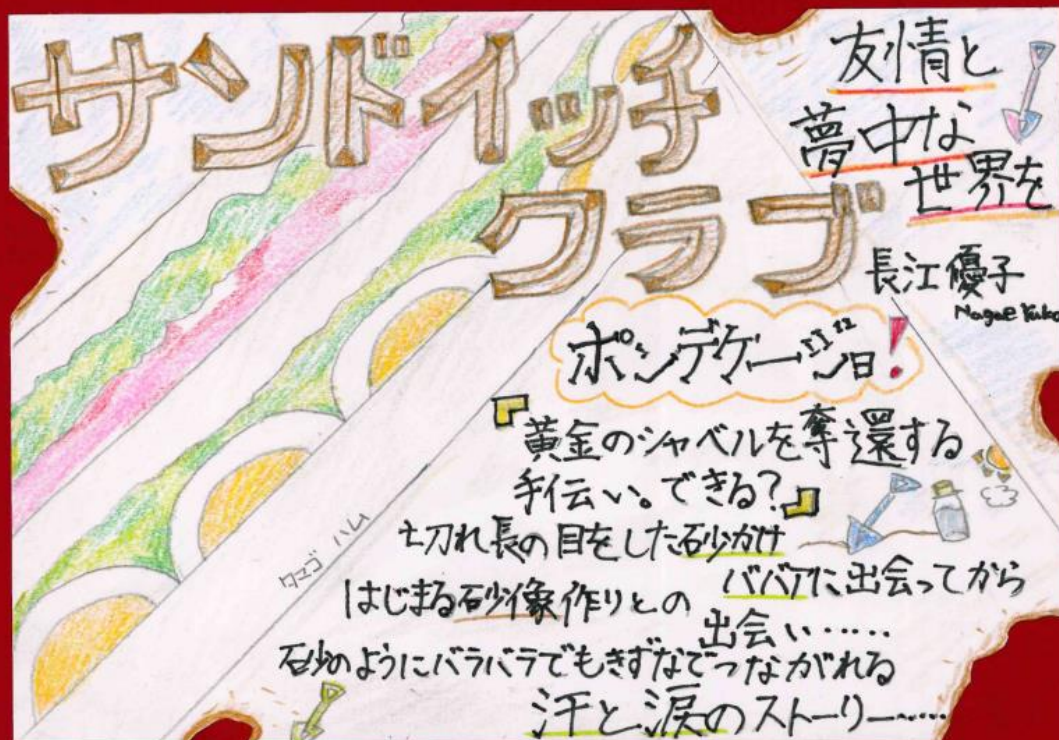 サンドイッチ
クラブ
友情と
夢中な
世界を
長江優子
Nagae Yuko
ポンデケージョ!
『黄金のシャベルを奪還する
手伝い。できる?』
切れ長の目をした砂かけ
ババアに出会ってから
はじまる砂像作りとの
出会い……
砂のようにバラバラでもきずなでつながれる
汗と涙のストーリー……
タマゴ ハム